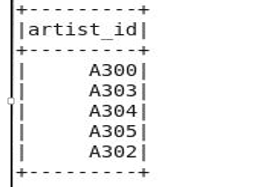 +---------+
|artist_id|
+---------+
|     A300|
|     A303|
|     A304|
|     A305|
|     A302|
+---------+